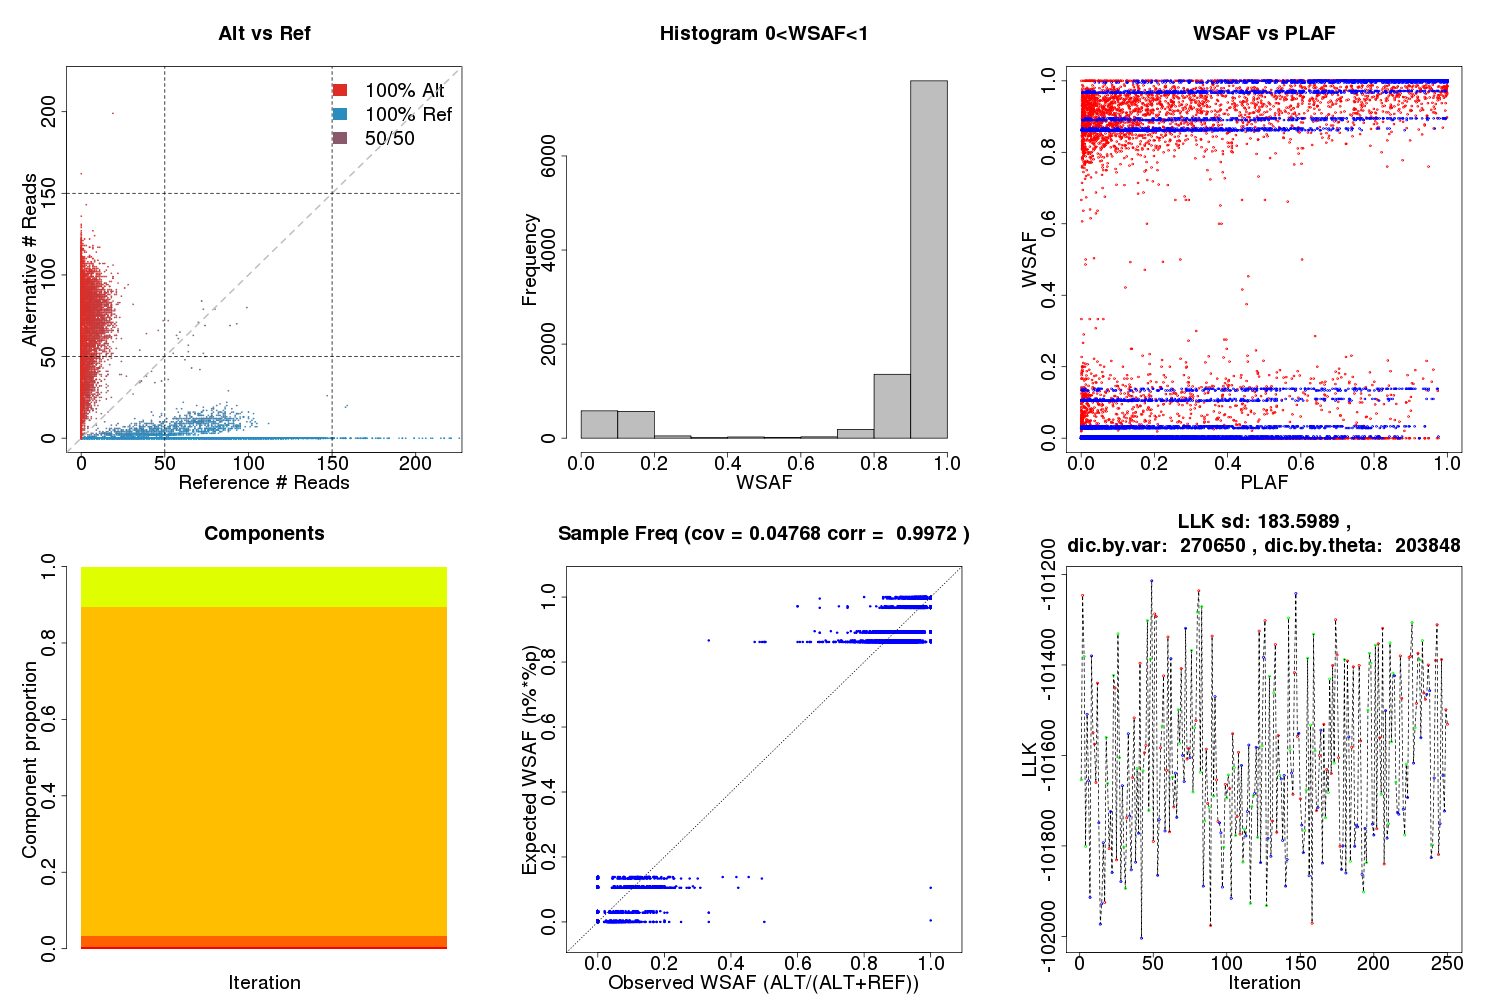 Alt vs Ref
100% Alt
100% Ref
50/50
Alternative # Reads
0 50 100 150 200
0 50 100 150 200
Reference # Reads
Histogram 0<WSAF<1
Frequency
0 2000 4000 6000
0.0 0.2 0.4 0.6 0.8 1.0
WSAF
WSAF vs PLAF
WSAF
0.0 0.2 0.4 0.6 0.8 1.0
0.0 0.2 0.4 0.6 0.8 1.0
PLAF
Components
Component proportion
0.0 0.2 0.4 0.6 0.8 1.0
Iteration
Sample Freq (cov = 0.04768 corr = 0.9972 )
Expected WSAF (h%*%p)
0.0 0.2 0.4 0.6 0.8 1.0
0.0 0.2 0.4 0.6 0.8 1.0
Observed WSAF (ALT/(ALT+REF))
LLK sd: 183.5989 ,
dic.by.var: 270650 , dic.by.theta: 203848
LLK
-102000 -101800 -101600 -101400 -101200
0 50 100 150 200 250
Iteration